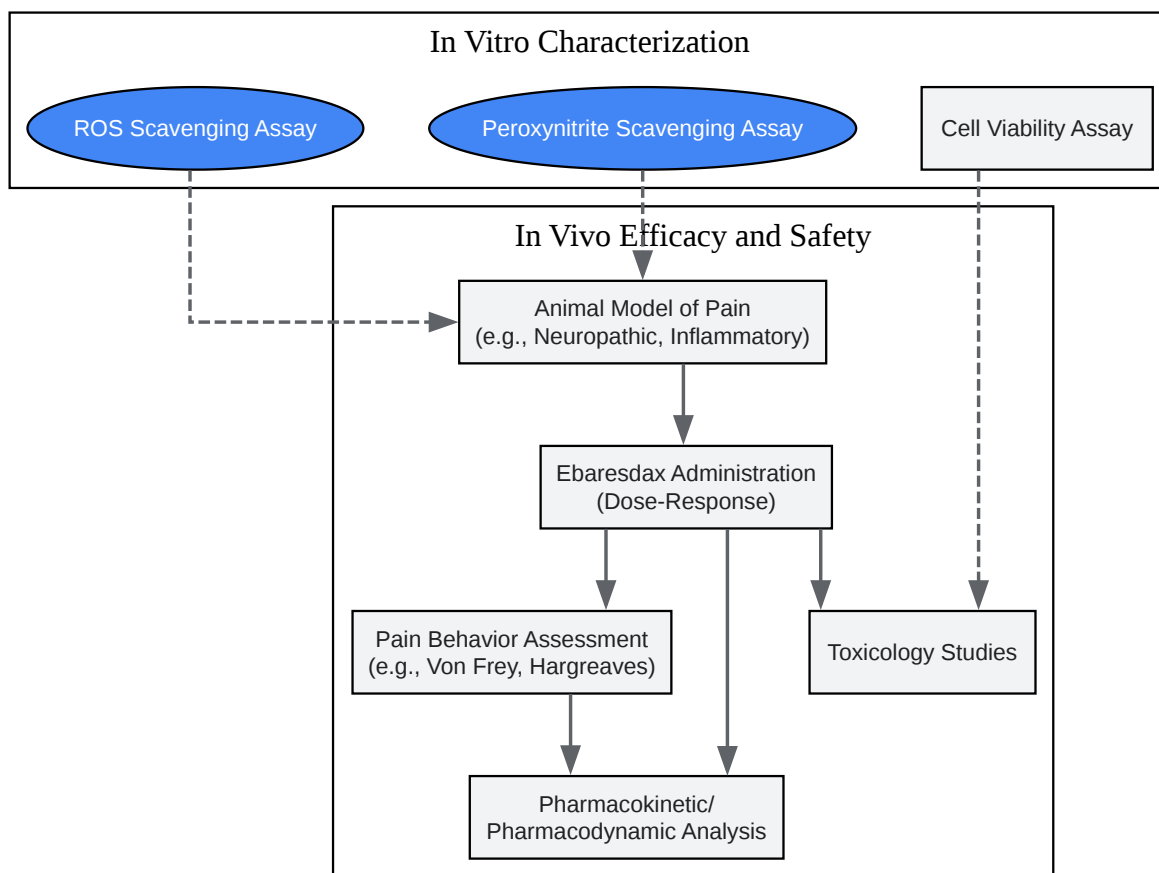 In Vitro Characterization
ROS Scavenging Assay
Peroxynitrite Scavenging Assay
Cell Viability Assay
In Vivo Efficacy and Safety
Animal Model of Pain
(e.g., Neuropathic, Inflammatory)
Ebaresdax Administration
(Dose-Response)
Pain Behavior Assessment
(e.g., Von Frey, Hargreaves)
Toxicology Studies
Pharmacokinetic/
Pharmacodynamic Analysis